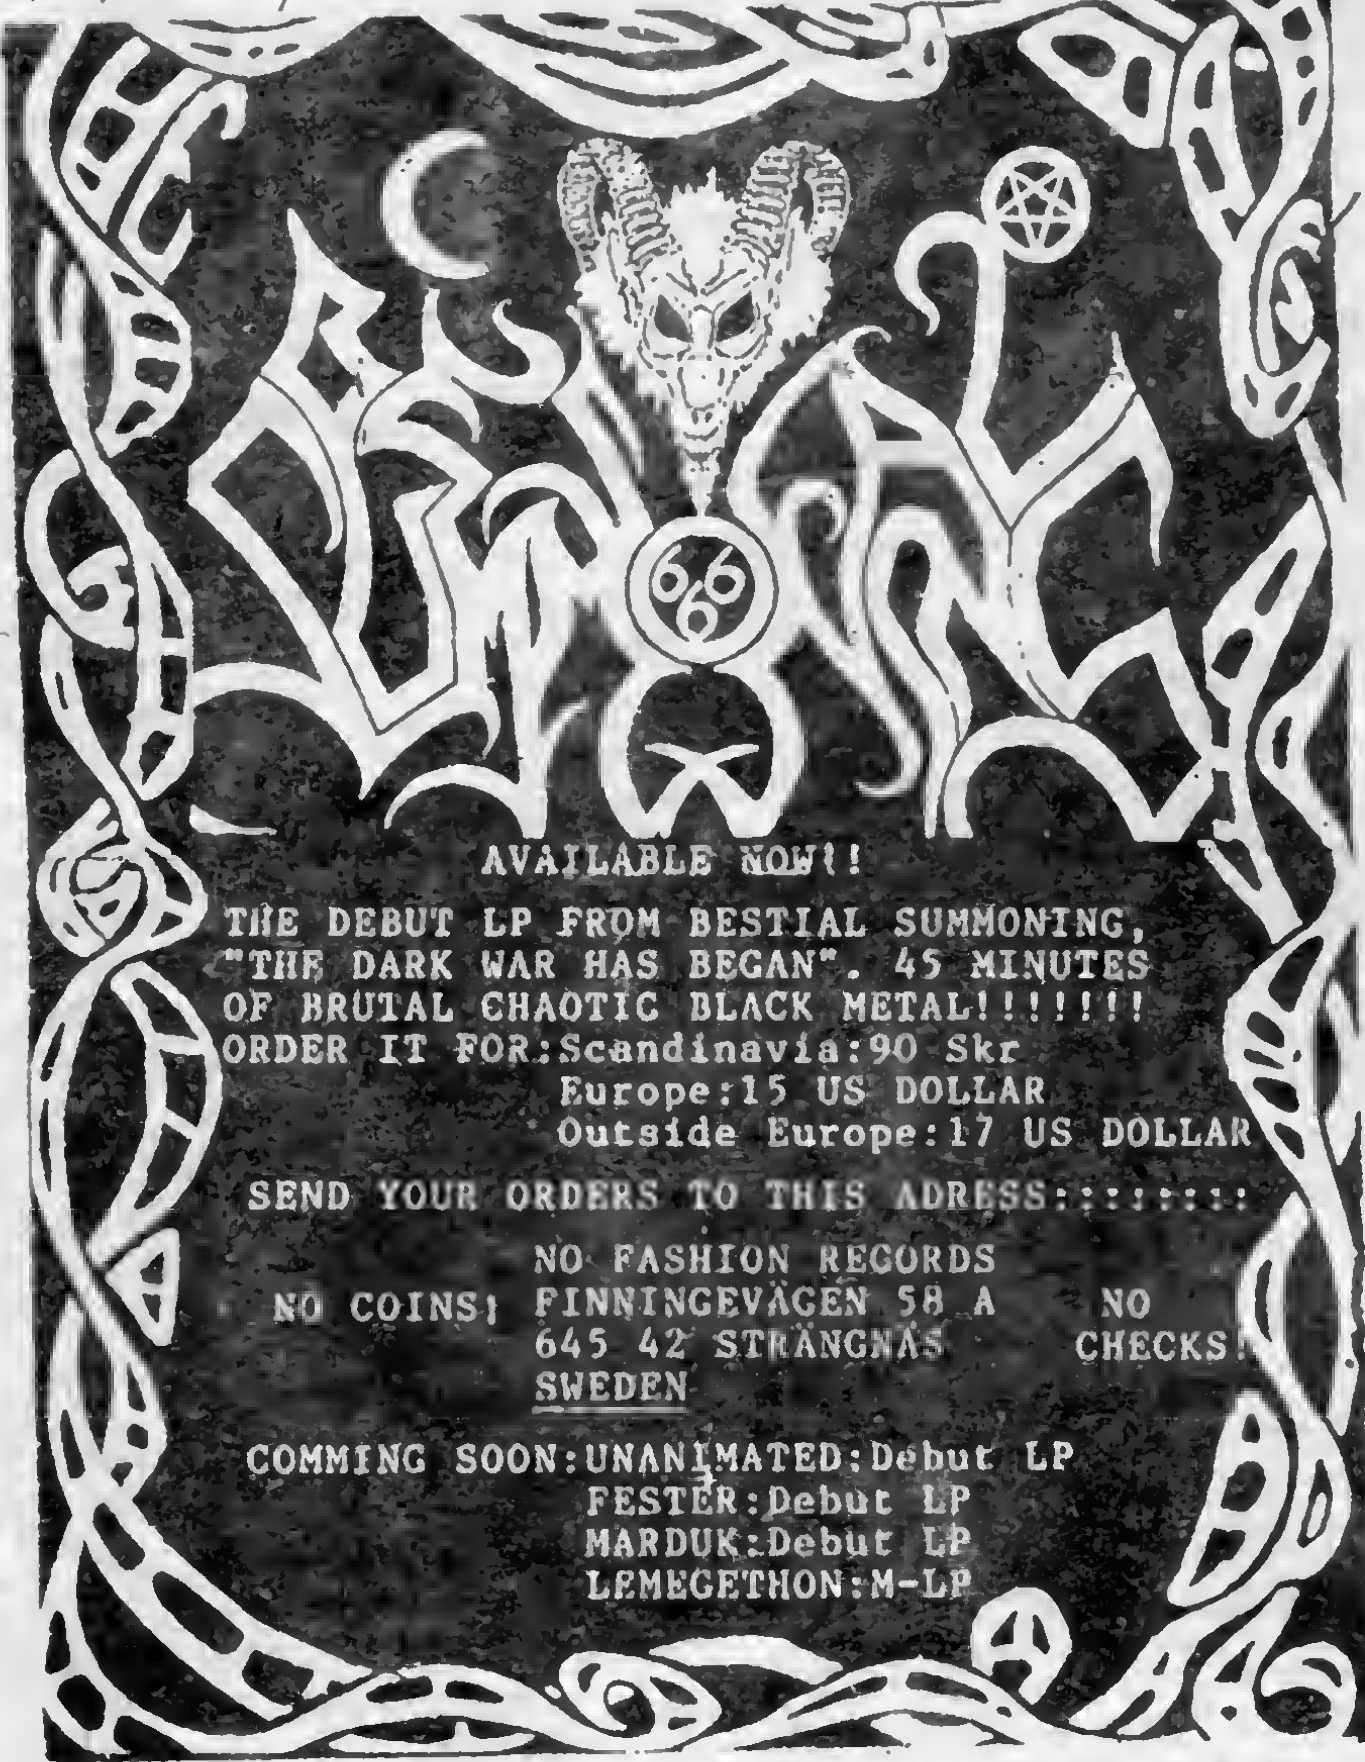 666
AVAILABLE NOW!!
THE DEBUT LP FROM BESTIAL SUMMONING,
"THE DARK WAR HAS BEGAN". 45 MINUTES
OF BRUTAL CHAOTIC BLACK METAL!!!!!!!
ORDER IT FOR:Scandinavia:90 Skr
Europe:15 US DOLLAR
Outside Europe:17 US DOLLAR
SEND YOUR ORDERS TO THIS ADRESS::::::::
NO FASHION RECORDS
NO COINS! FINNINGEVÄGEN 58 A NO
645 42 STRÄNGNÄS CHECKS!
SWEDEN
COMMING SOON:UNANIMATED:Debut LP
FESTER:Debut LP
MARDUK:Debut LP
LEMEGETHON:M-LP